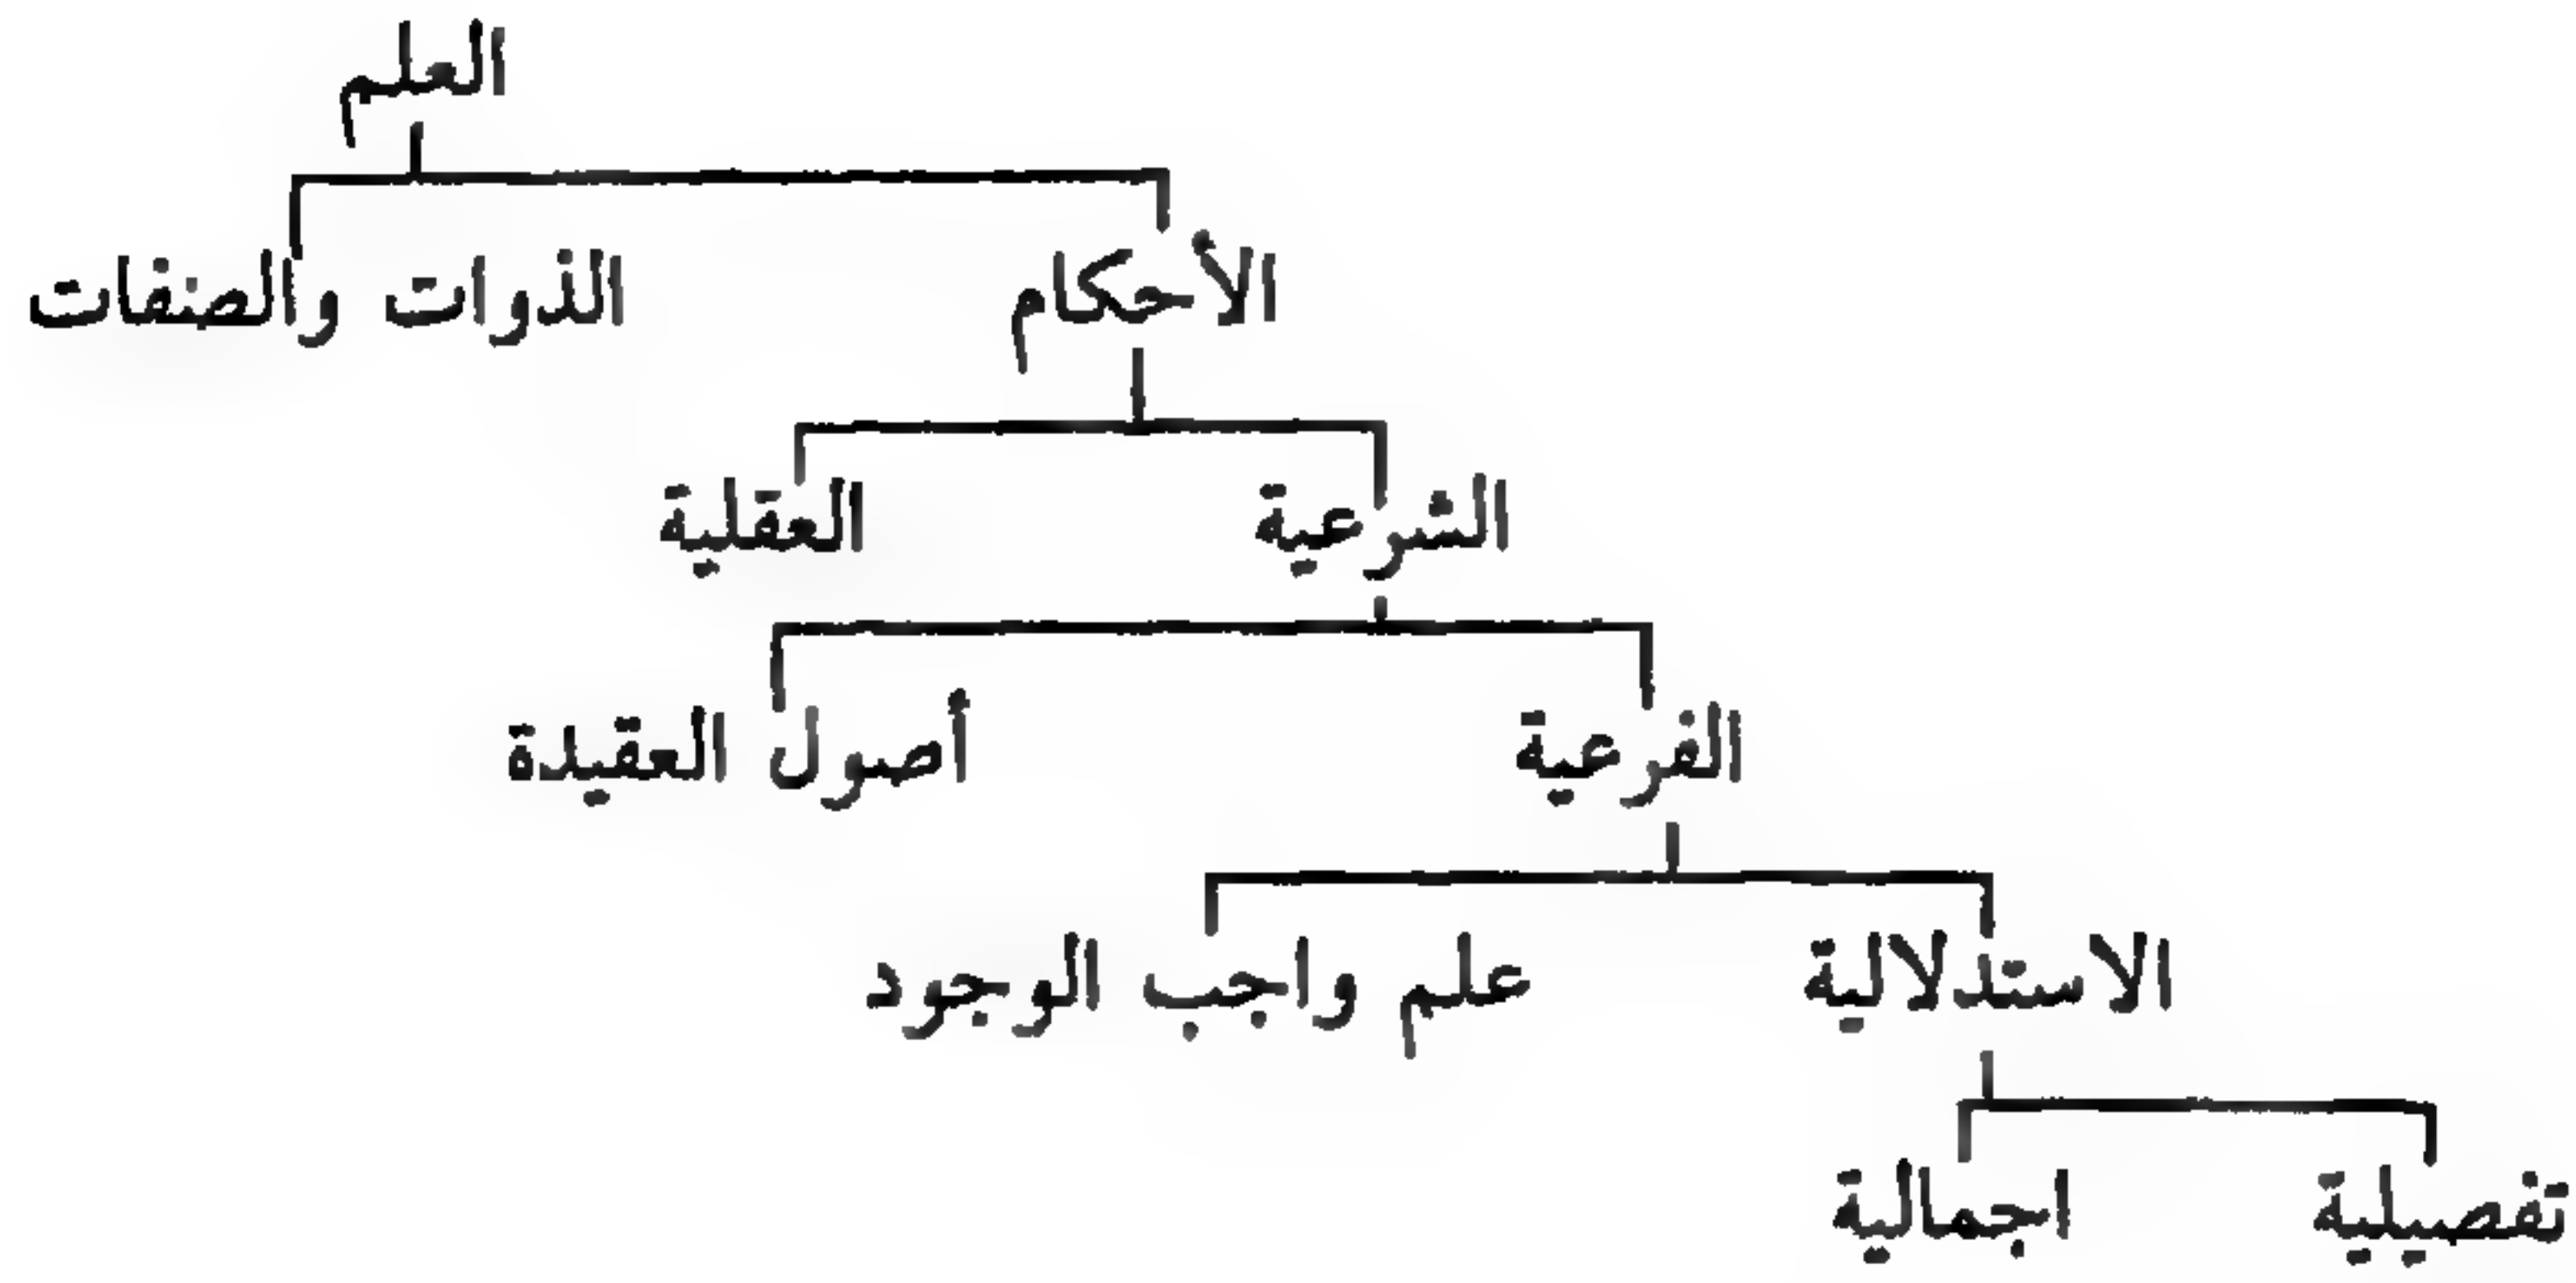 العلم
الأحكام الذوات والصفات
الشرعية العقلية
الفرعية أصول العقيدة
الاستدلالية علم واجب الوجود
تفصيلية اجمالية